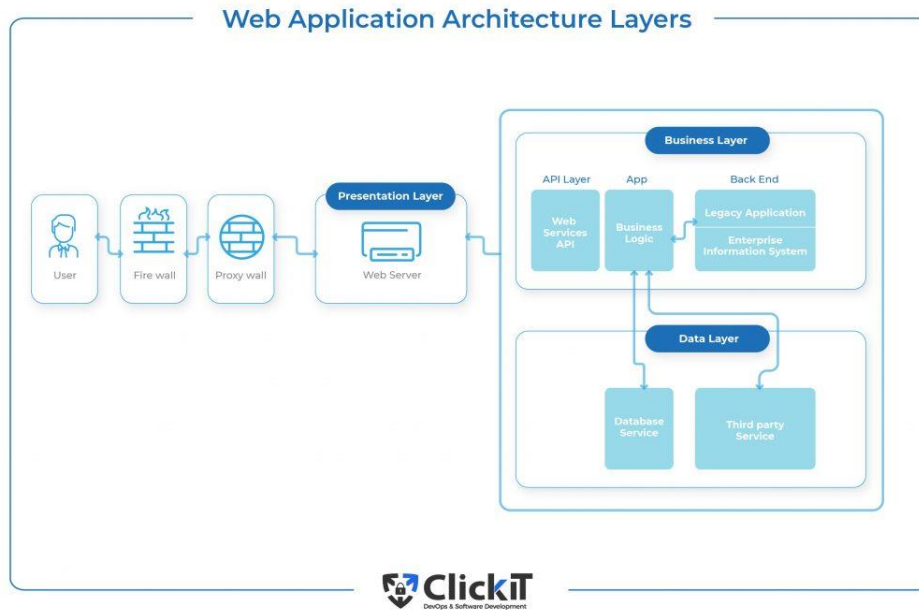 Web Application Architecture Layers
Business Layer
API Layer
App
Back End
Presentation Layer
Web
Services
API
Business
Logic
Legacy Application
Enterprise
Information System
User
Fire wall
Proxy wall
Web Server
Data Layer
Database
Service
Third party
Service
ClickIT
DevOps & Software Development